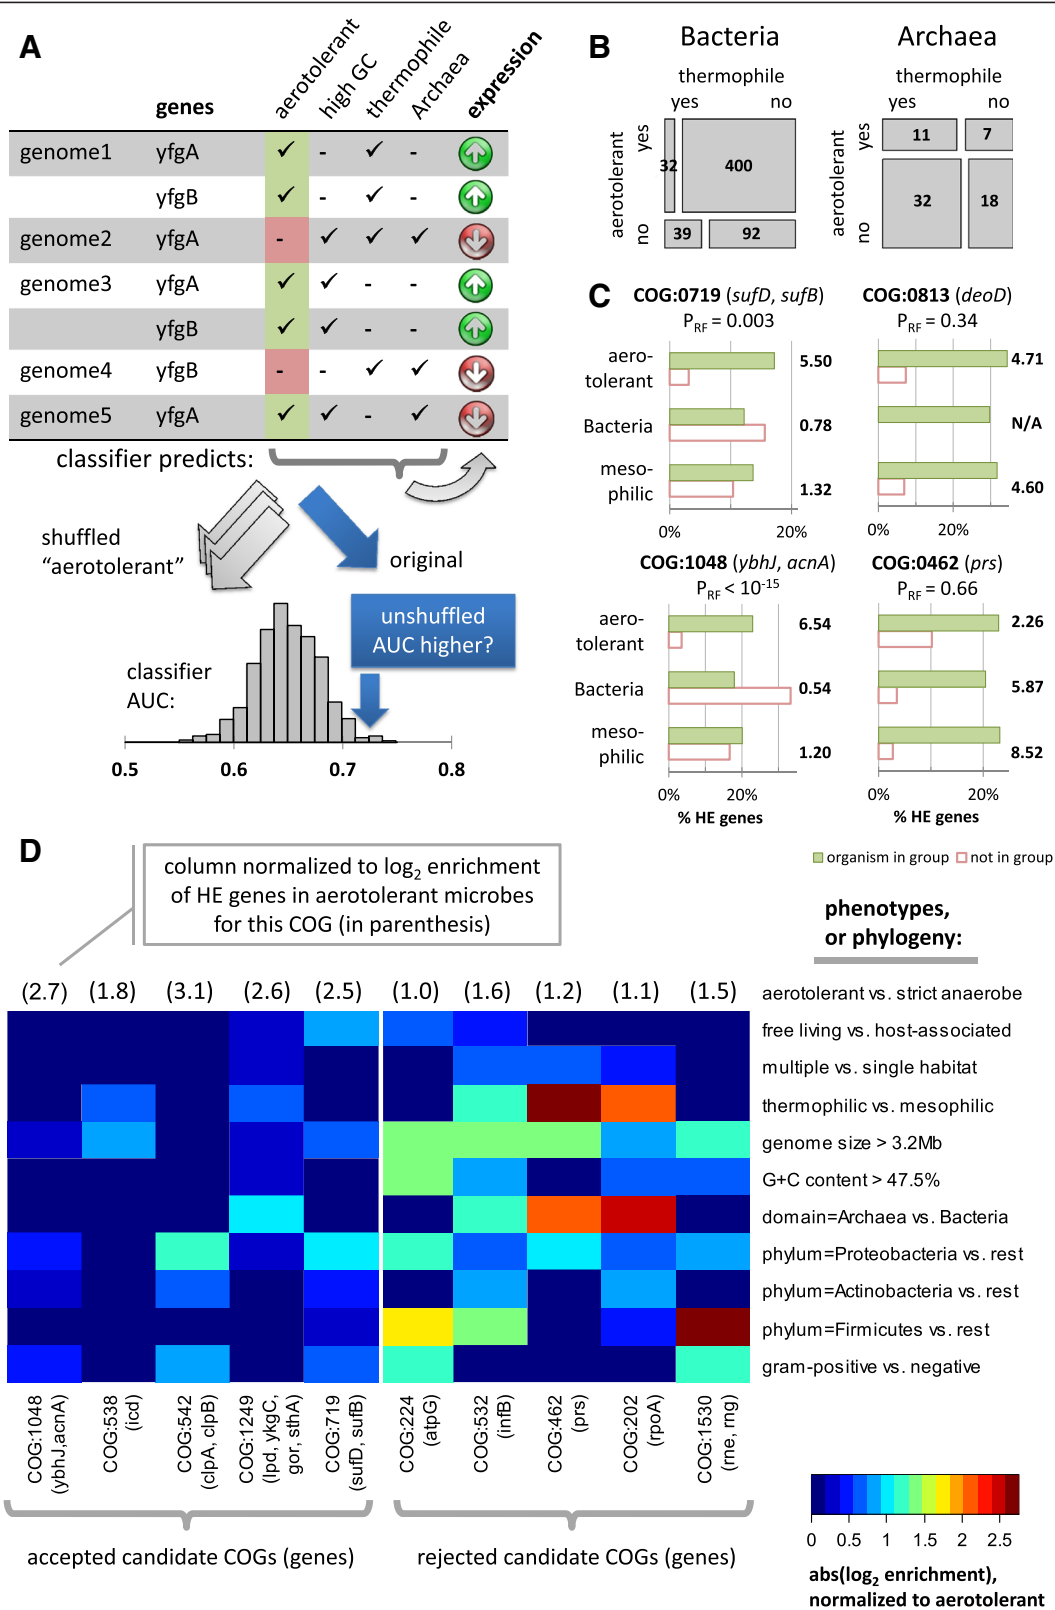 A
genes
aerotolerant
high GC
thermophile
Archaea
expression
genome1 yfgA ✓ - ✓ -
yfgB ✓ - ✓ -
genome2 yfgA - ✓ ✓ ✓
genome3 yfgA ✓ ✓ - -
yfgB ✓ ✓ - -
genome4 yfgB - - ✓ ✓
genome5 yfgA ✓ ✓ - ✓
classifier predicts:
shuffled
“aerotolerant”
original
unshuffled
AUC higher?
classifier
AUC:
0.5 0.6 0.7 0.8
B
Bacteria
thermophile
yes no
aerotolerant
yes
no
32 400
39 92
Archaea
thermophile
yes no
aerotolerant
yes
no
11 7
32 18
C
COG:0719 (sufD, sufB)
PRF = 0.003
aero-
tolerant
5.50
Bacteria
0.78
meso-
philic
1.32
0% 20%
COG:0813 (deoD)
PRF = 0.34
4.71
N/A
4.60
0% 20%
COG:1048 (ybhJ, acnA)
PRF < 10-15
aero-
tolerant
6.54
Bacteria
0.54
meso-
philic
1.20
0% 20%
% HE genes
COG:0462 (prs)
PRF = 0.66
2.26
5.87
8.52
0% 20%
% HE genes
organism in group not in group
D
column normalized to log2 enrichment
of HE genes in aerotolerant microbes
for this COG (in parenthesis)
phenotypes,
or phylogeny:
(2.7) (1.8) (3.1) (2.6) (2.5) (1.0) (1.6) (1.2) (1.1) (1.5)
aerotolerant vs. strict anaerobe
free living vs. host-associated
multiple vs. single habitat
thermophilic vs. mesophilic
genome size > 3.2Mb
G+C content > 47.5%
domain=Archaea vs. Bacteria
phylum=Proteobacteria vs. rest
phylum=Actinobacteria vs. rest
phylum=Firmicutes vs. rest
gram-positive vs. negative
COG:1048
(ybhJ,acnA)
COG:538
(icd)
COG:542
(clpA, clpB)
COG:1249
(lpd, ykgC,
gor, sthA)
COG:719
(sufD, sufB)
COG:224
(atpG)
COG:532
(infB)
COG:462
(prs)
COG:202
(rpoA)
COG:1530
(rne, rng)
accepted candidate COGs (genes)
rejected candidate COGs (genes)
0 0.5 1 1.5 2 2.5
abs(log2 enrichment),
normalized to aerotolerant